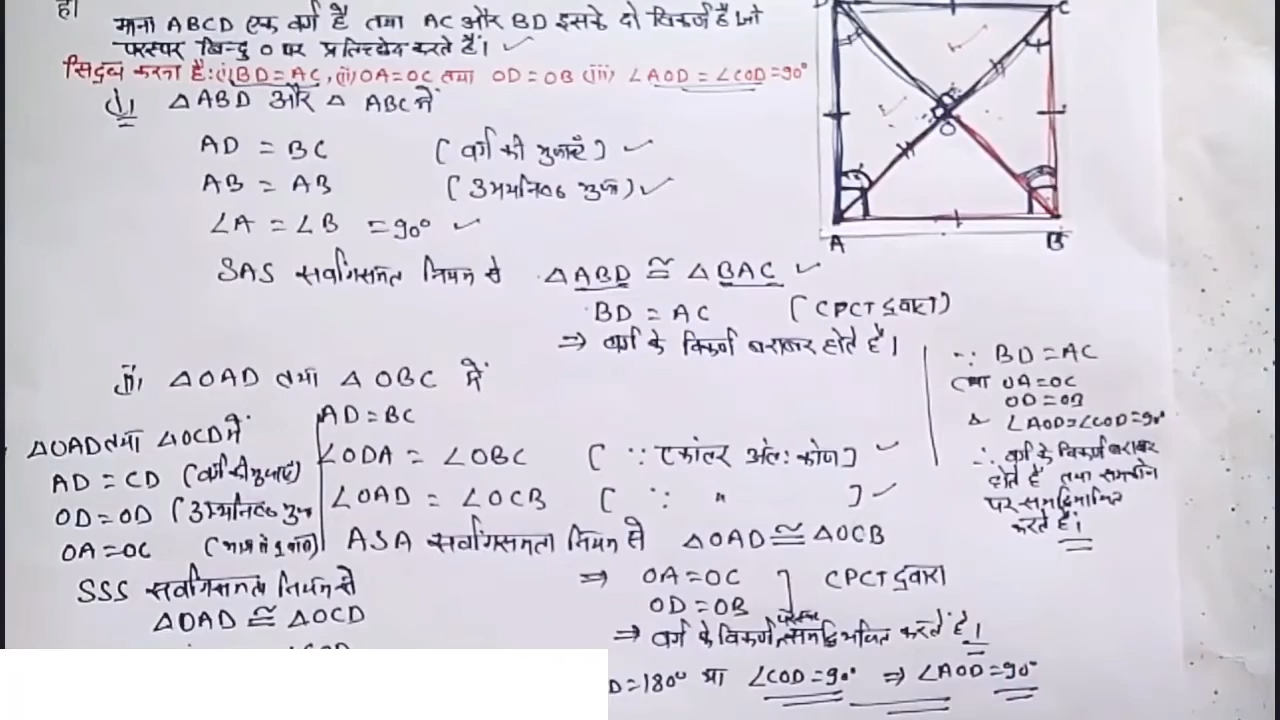 है।
माना ABCD एक वर्ग है तथा AC और BD इसके दो विकर्ण हैं जो
परस्पर बिन्दु O पर प्रतिच्छेद करते हैं।
सिद्ध करना है: (i) BD = AC, (ii) OA = OC तथा OD = OB (iii) ∠AOD = ∠COD = 90°
(i) △ABD और △ ABC में
AD = BC (वर्ग की भुजाएँ)
AB = AB (उभयनिष्ठ भुजा)
∠A = ∠B = 90°
SAS सर्वांगसमता नियम से △ABD ≅ △BAC
BD = AC (CPCT द्वारा)
⇒ वर्ग के विकर्ण बराबर होते हैं।
(ii) △OAD तथा △OBC में
AD = BC
∠ODA = ∠OBC (∵ एकांतर अंतः कोण)
∠OAD = ∠OCB (∵ " )
ASA सर्वांगसमता नियम से △OAD ≅ △OCB
⇒ OA = OC
OD = OB ] CPCT द्वारा
⇒ वर्ग के विकर्ण परस्पर समद्विभाजित करते हैं।
△OAD तथा △OCD में
AD = CD (वर्ग की भुजाएँ)
OD = OD (उभयनिष्ठ भुजा
OA = OC
SSS सर्वांगसमता नियम से
△OAD ≅ △OCD
D = 180° या ∠COD = 90° ⇒ ∠AOD = 90°
∵ BD = AC
तथा OA = OC
OD = OB
& ∠AOD = ∠COD = 90°
∴ वर्ग के विकर्ण बराबर
होते हैं तथा समकोण
पर समद्विभाजित
करते हैं।
D C
O
A B